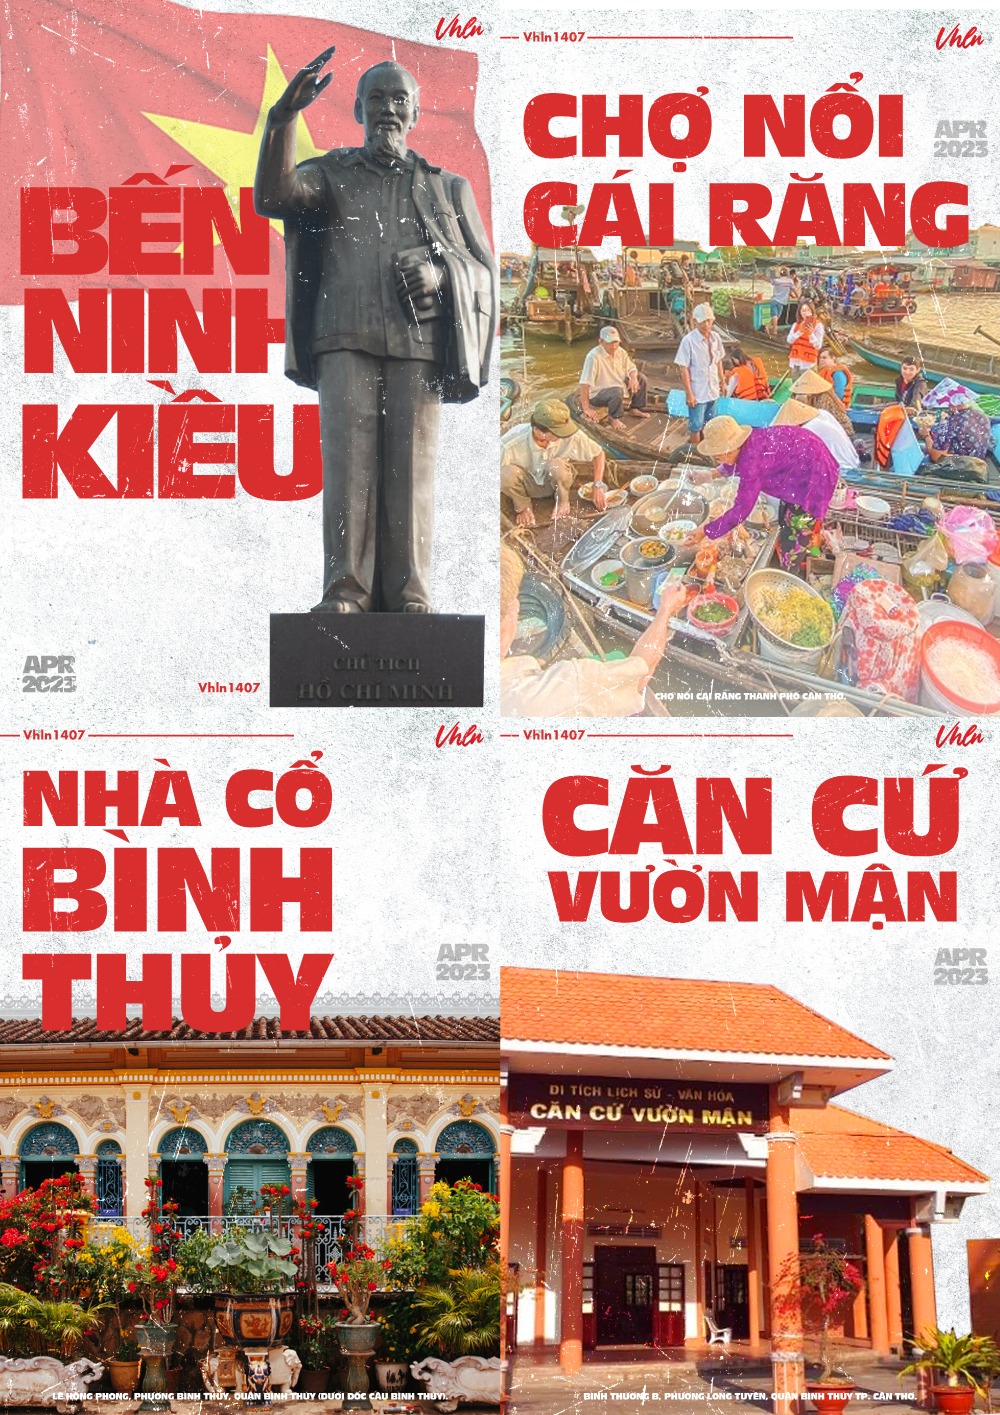 Vhln
BẾN
NINH
KIỀU
APR
2023
Vhln1407
CHỦ TỊCH
HỒ CHÍ MINH
Vhln1407
Vhln
CHỢ NỔI
CÁI RĂNG
APR
2023
CHỢ NỔI CÁI RĂNG THÀNH PHỐ CẦN THƠ.
Vhln1407
Vhln
NHÀ CỔ
BÌNH
THỦY
APR
2023
LÊ HỒNG PHONG, PHƯỜNG BÌNH THỦY, QUẬN BÌNH THỦY (DƯỚI DỐC CẦU BÌNH THỦY).
Vhln1407
Vhln
CĂN CỨ
VƯỜN MẬN
APR
2023
DI TÍCH LỊCH SỬ - VĂN HÓA
CĂN CỨ VƯỜN MẬN
BÌNH THƯỜNG B, PHƯỜNG LONG TUYỀN, QUẬN BÌNH THỦY TP. CẦN THƠ.